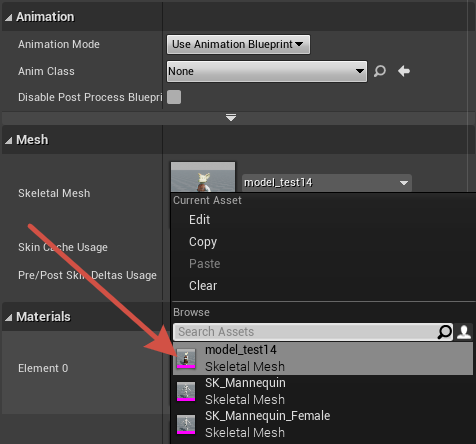 Animation
Animation Mode
Use Animation Blueprint
Anim Class
None
Disable Post Process Bluepri
Mesh
Skeletal Mesh
model_test14
Current Asset
Edit
Copy
Paste
Clear
Skin Cache Usage
Pre/Post Skin Deltas Usage
Browse
Materials
Search Assets
Element 0
model_test14
Skeletal Mesh
SK_Mannequin
Skeletal Mesh
SK_Mannequin_Female
Skeletal Mesh